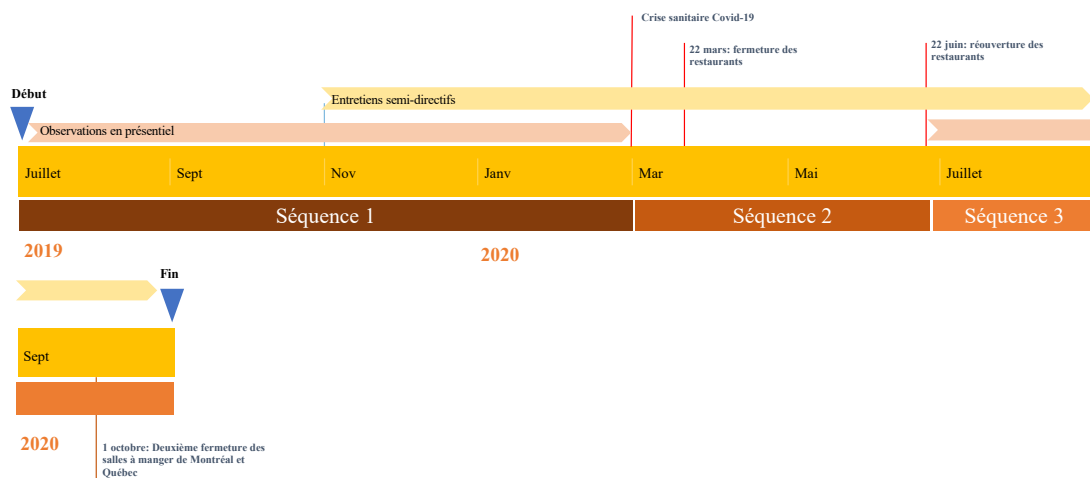 Crise sanitaire Covid-19
22 mars: fermeture des
restaurants
22 juin: réouverture des
restaurants
Début
Entretiens semi-directifs
Observations en présentiel
Juillet
Sept
Nov
Janv
Mar
Mai
Juillet
Séquence 1
Séquence 2
Séquence 3
2019
2020
Fin
Sept
2020
1 octobre: Deuxième fermeture des
salles à manger de Montréal et
Québec